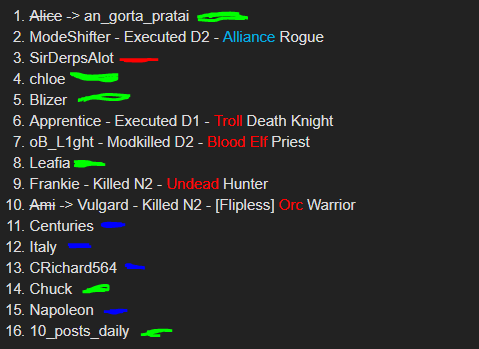 1. Alice -> an_gorta_pratai
2. ModeShifter - Executed D2 - Alliance Rogue
3. SirDerpsAlot
4. chloe
5. Blizer
6. Apprentice - Executed D1 - Troll Death Knight
7. oB_L1ght - Modkilled D2 - Blood Elf Priest
8. Leafia
9. Frankie - Killed N2 - Undead Hunter
10. Ami -> Vulgard - Killed N2 - [Flipless] Orc Warrior
11. Centuries
12. Italy
13. CRichard564
14. Chuck
15. Napoleon
16. 10_posts_daily